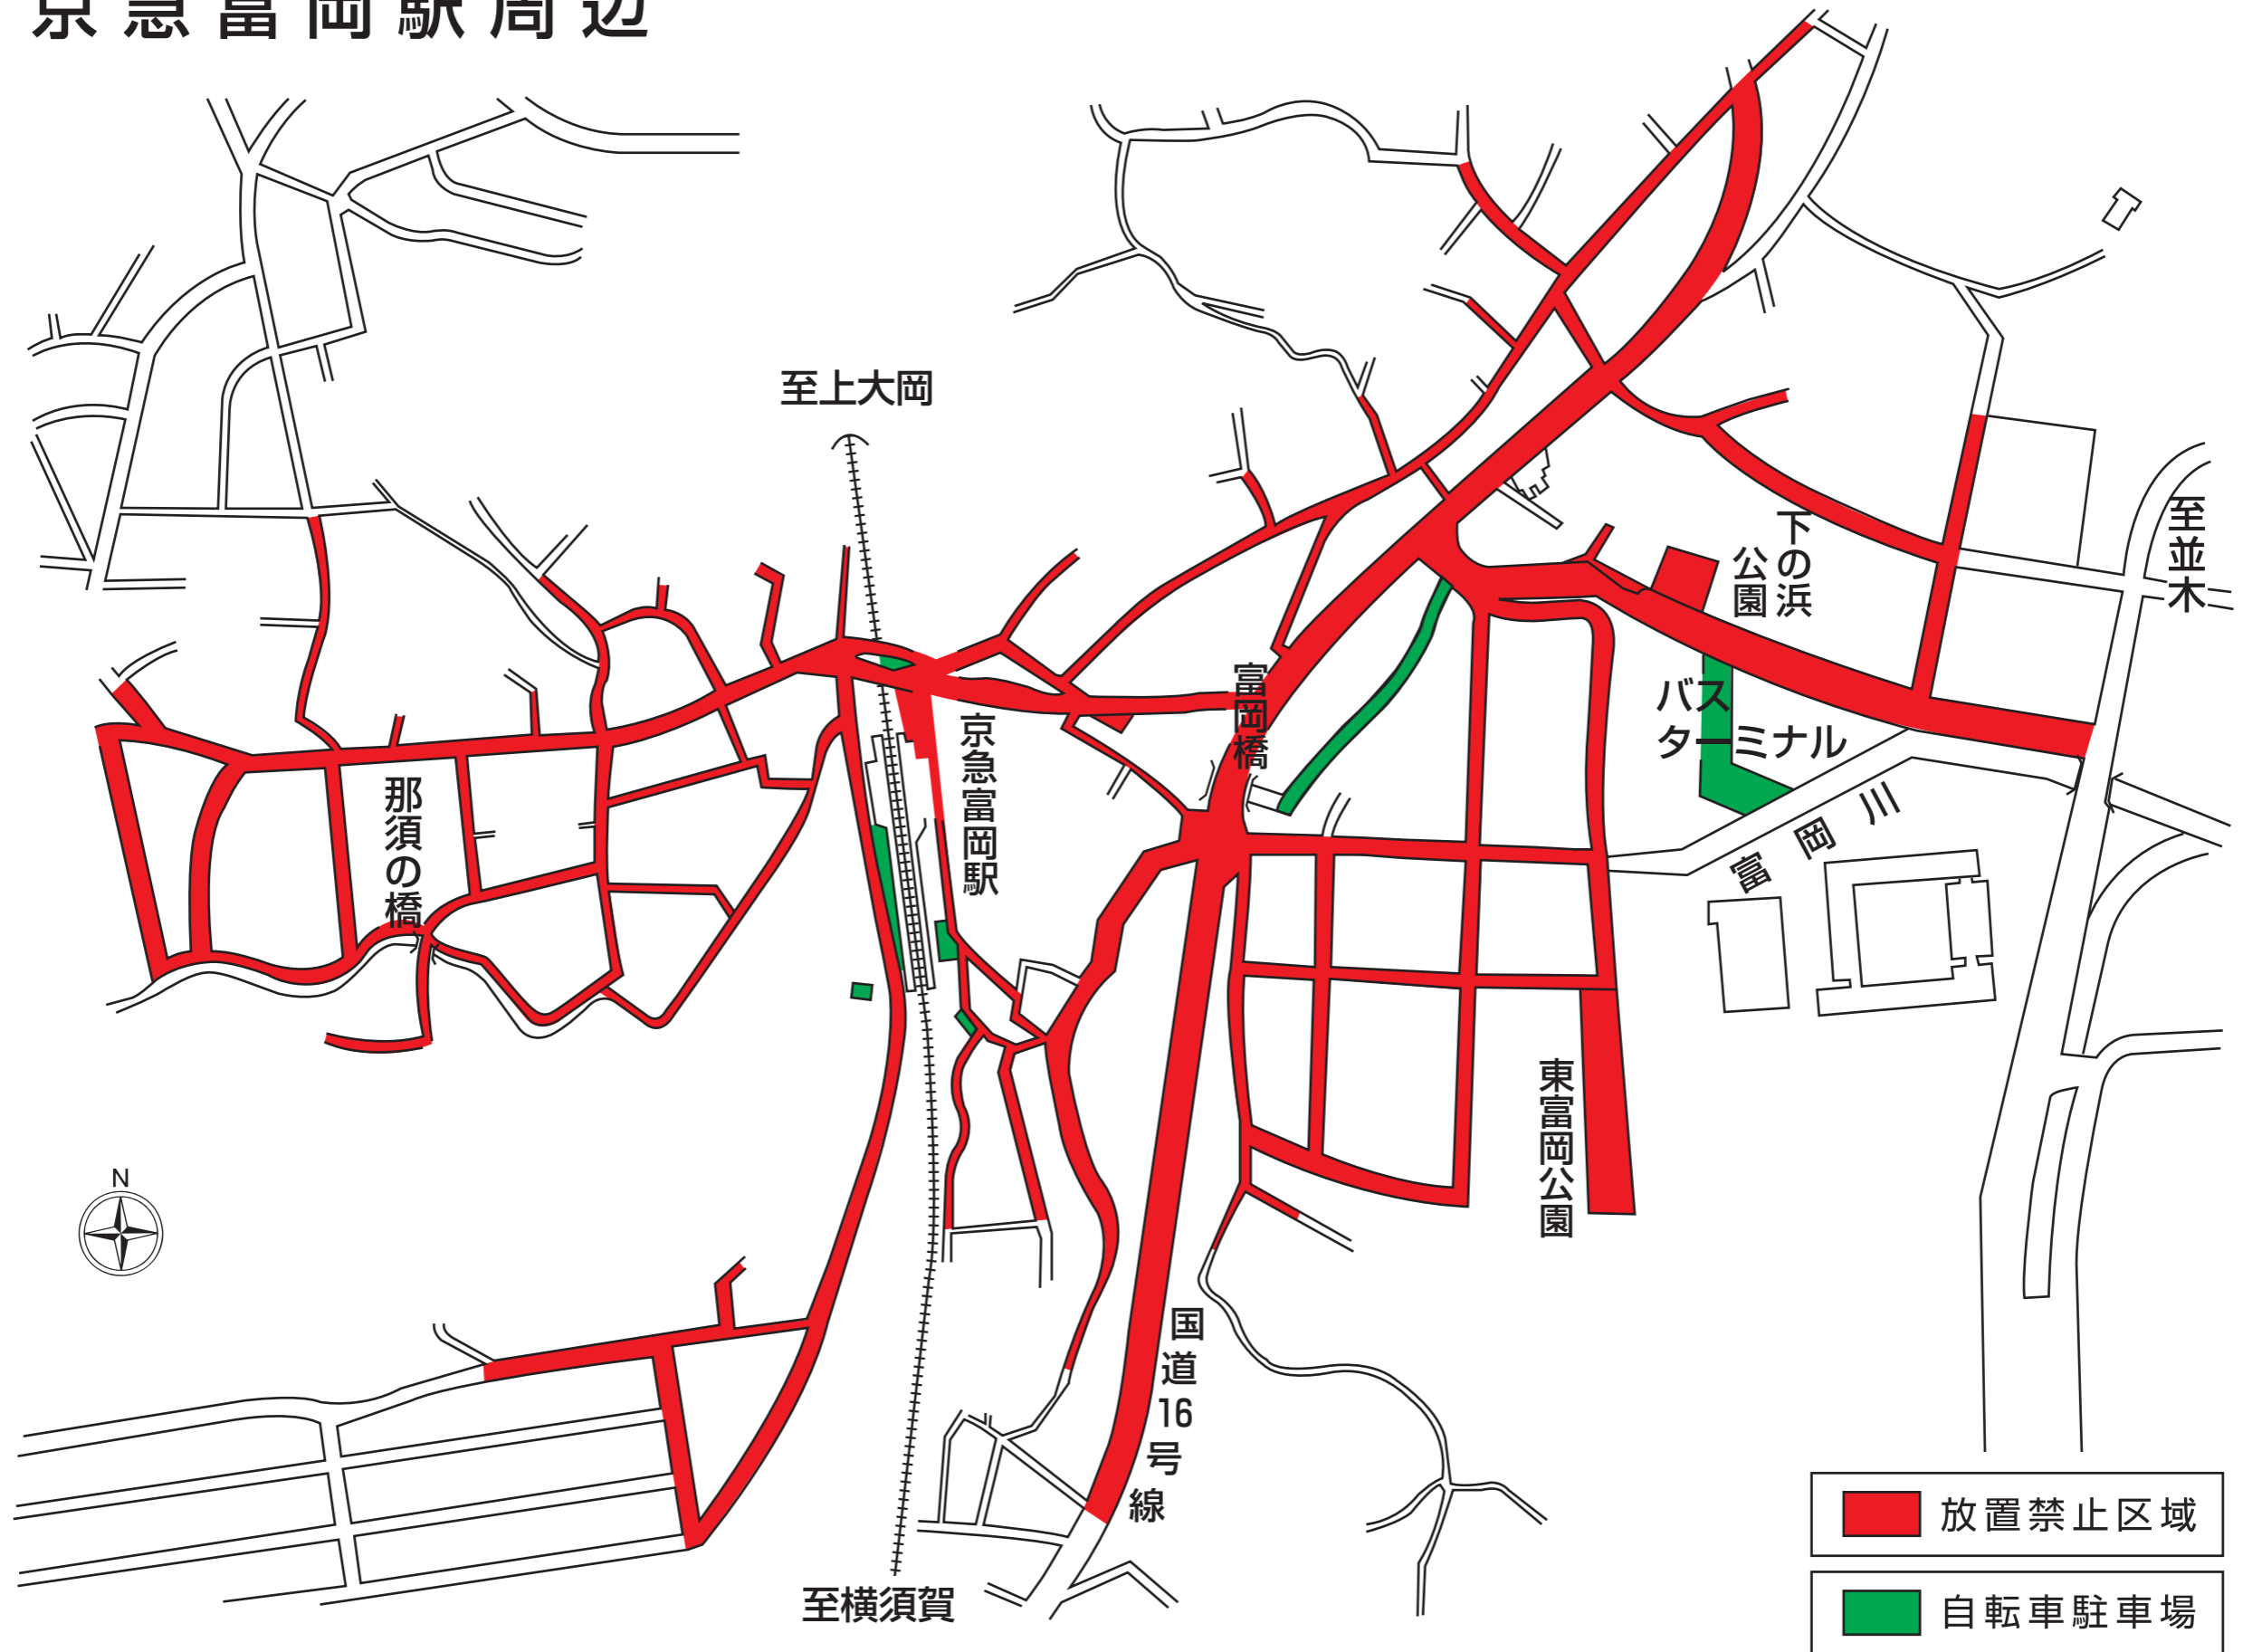 京急富岡駅周辺
至上大岡
至並木
下の浜
公園
富岡橋
バス
ターミナル
京急富岡駅
那須の橋
富岡川
東富岡公園
N
国道16号線
至横須賀
放置禁止区域
自転車駐車場